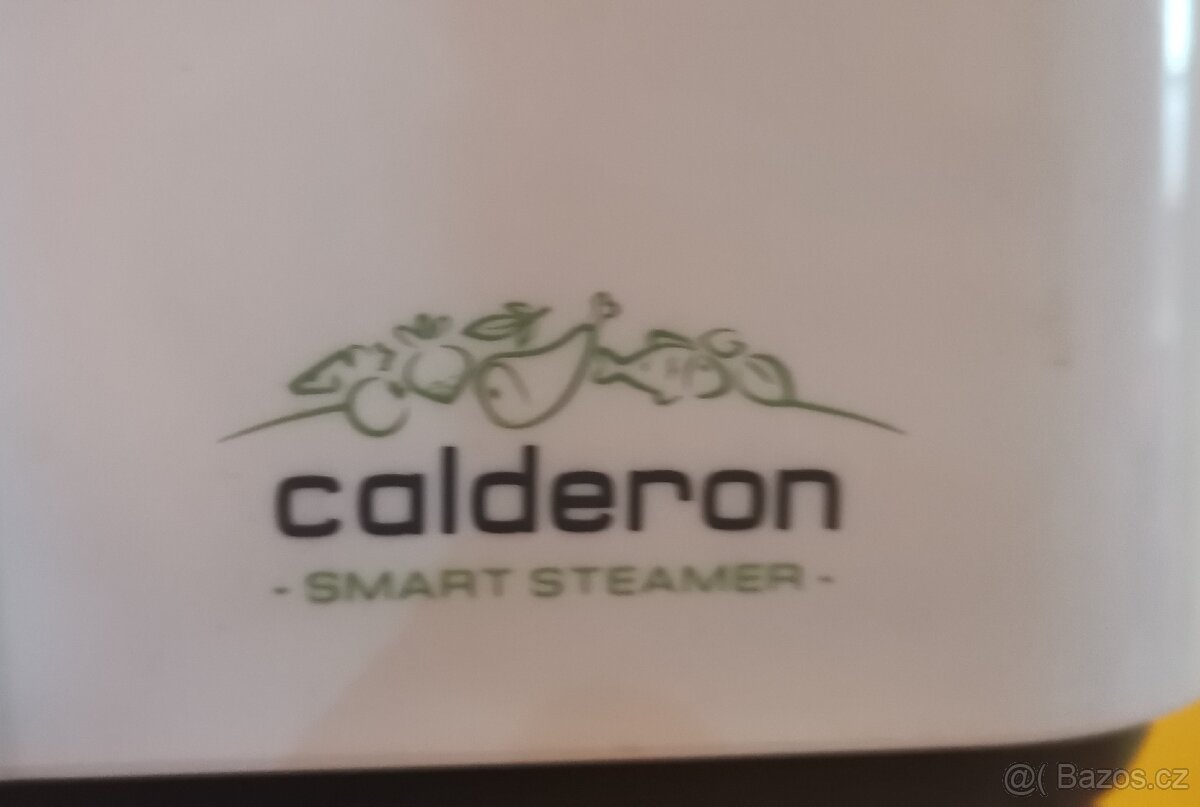 calderon
- SMART STEAMER -
@( Bazos.cz